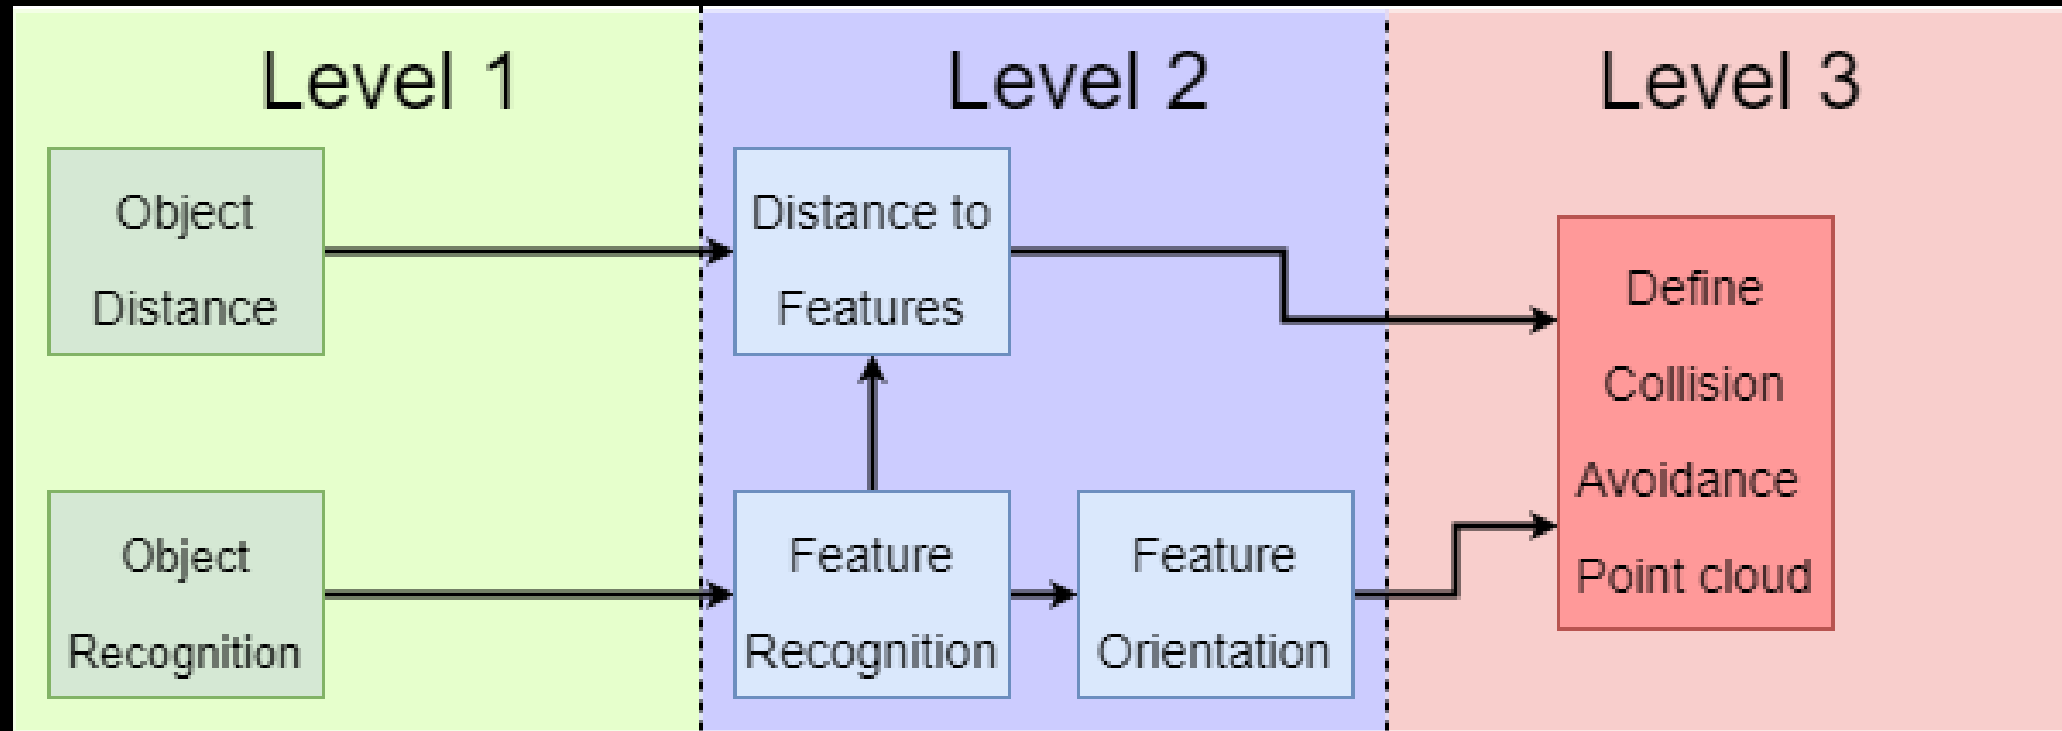 Level 1
Level 2
Level 3
Object
Distance
Distance to
Features
Define
Collision
Avoidance
Point cloud
Object
Recognition
Feature
Recognition
Feature
Orientation